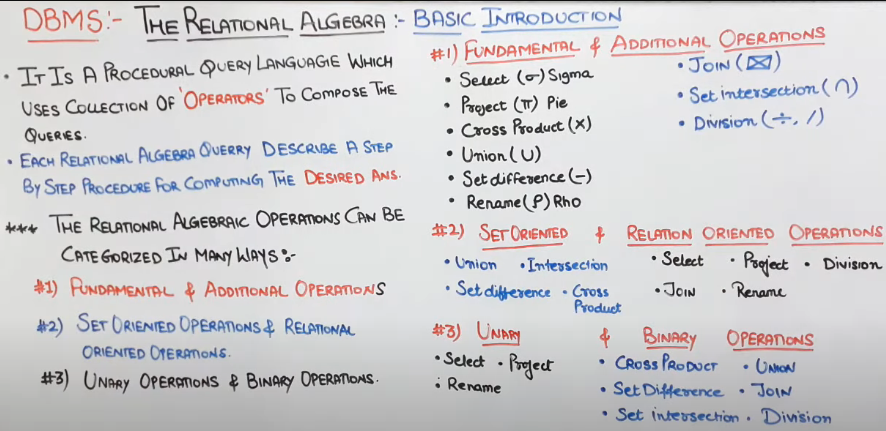 DBMS:- THE RELATIONAL ALGEBRA :- BASIC INTRODUCTION
• IT IS A PROCEDURAL QUERY LANGUAGE WHICH
USES COLLECTION OF 'OPERATORS' TO COMPOSE THE
QUERIES.
• EACH RELATIONAL ALGEBRA QUERRY DESCRIBE A STEP
BY STEP PROCEDURE FOR COMPUTING THE DESIRED ANS.
*** THE RELATIONAL ALGEBRAIC OPERATIONS CAN BE
CATEGORIZED IN MANY WAYS:-
#1) FUNDAMENTAL & ADDITIONAL OPERATIONS
#2) SET ORIENTED OPERATIONS & RELATIONAL
ORIENTED OPERATIONS.
#3) UNARY OPERATIONS & BINARY OPERATIONS.
#1) FUNDAMENTAL & ADDITIONAL OPERATIONS
• Select (σ) Sigma
• Project (π) Pie
• Cross Product (X)
• Union (∪)
• Set difference (−)
• Rename (ρ) Rho
• JOIN (⋈)
• Set intersection (∩)
• Division (÷, /)
#2) SET ORIENTED & RELATION ORIENTED OPERATIONS
• Union • Intersection
• Set difference • Cross
Product
• Select • Project • Division
• JOIN • Rename
#3) UNARY & BINARY OPERATIONS
• Select • Project
• Rename
• CROSS PRODUCT • UNION
• Set Difference • JOIN
• Set intersection • Division